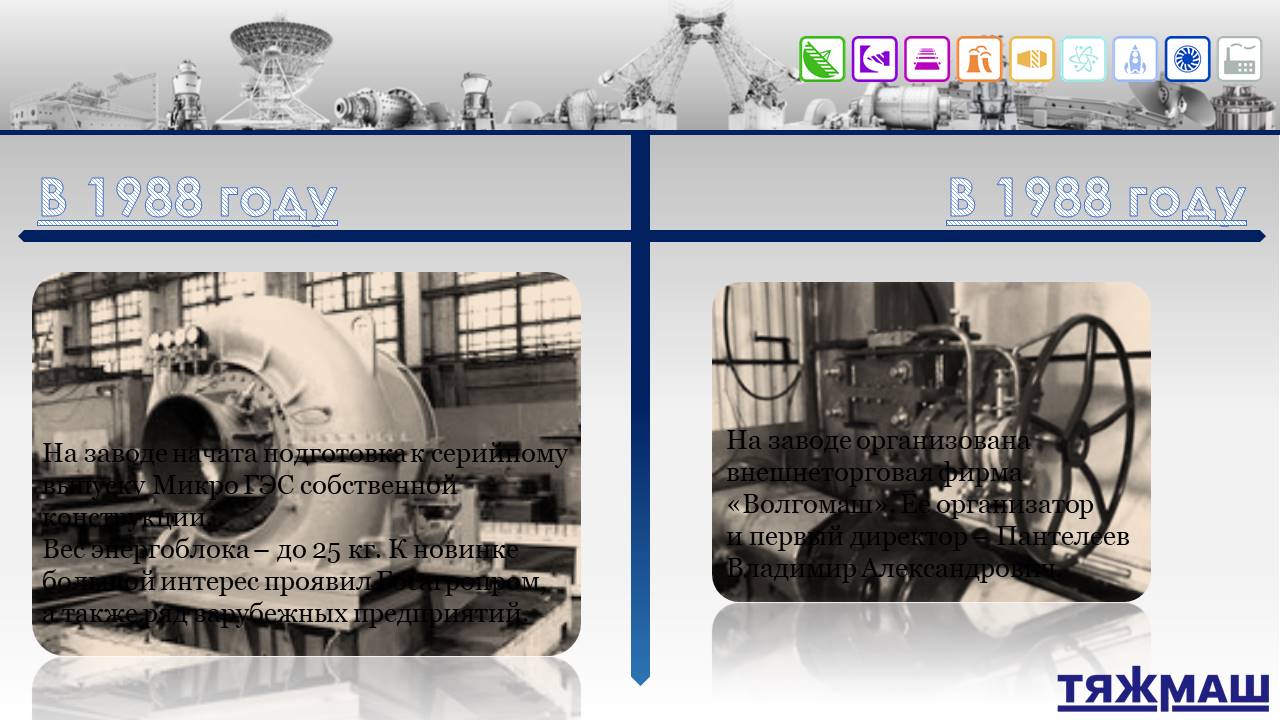 В 1988 году
На заводе начата подготовка к серийному
выпуску Микро ГЭС собственной
конструкции.
Вес энергоблока – до 25 кг. К новинке
большой интерес проявил Госагропром,
а также ряд зарубежных предприятий.
В 1988 году
На заводе организована
внешнеторговая фирма
«Волгомаш». Ее организатор
и первый директор – Пантелеев
Владимир Александрович.
ТЯЖМАШ